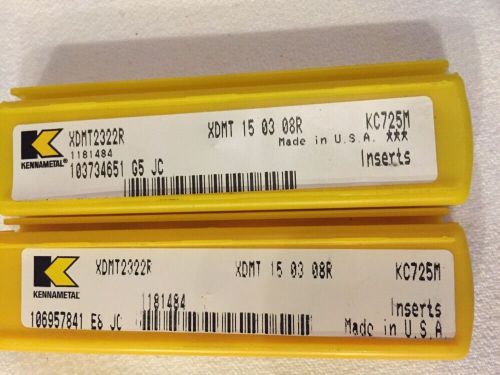 XDMT2322R XDMT 15 03 08R KC725M
1181484 Made in U.S.A. ***
KENNAMETAL® 103734651 G5 JC Inserts
XDMT2322R XDMT 15 03 08R KC725M
KENNAMETAL 1181484 Inserts
106957841 E8 JC Made in U.S.A